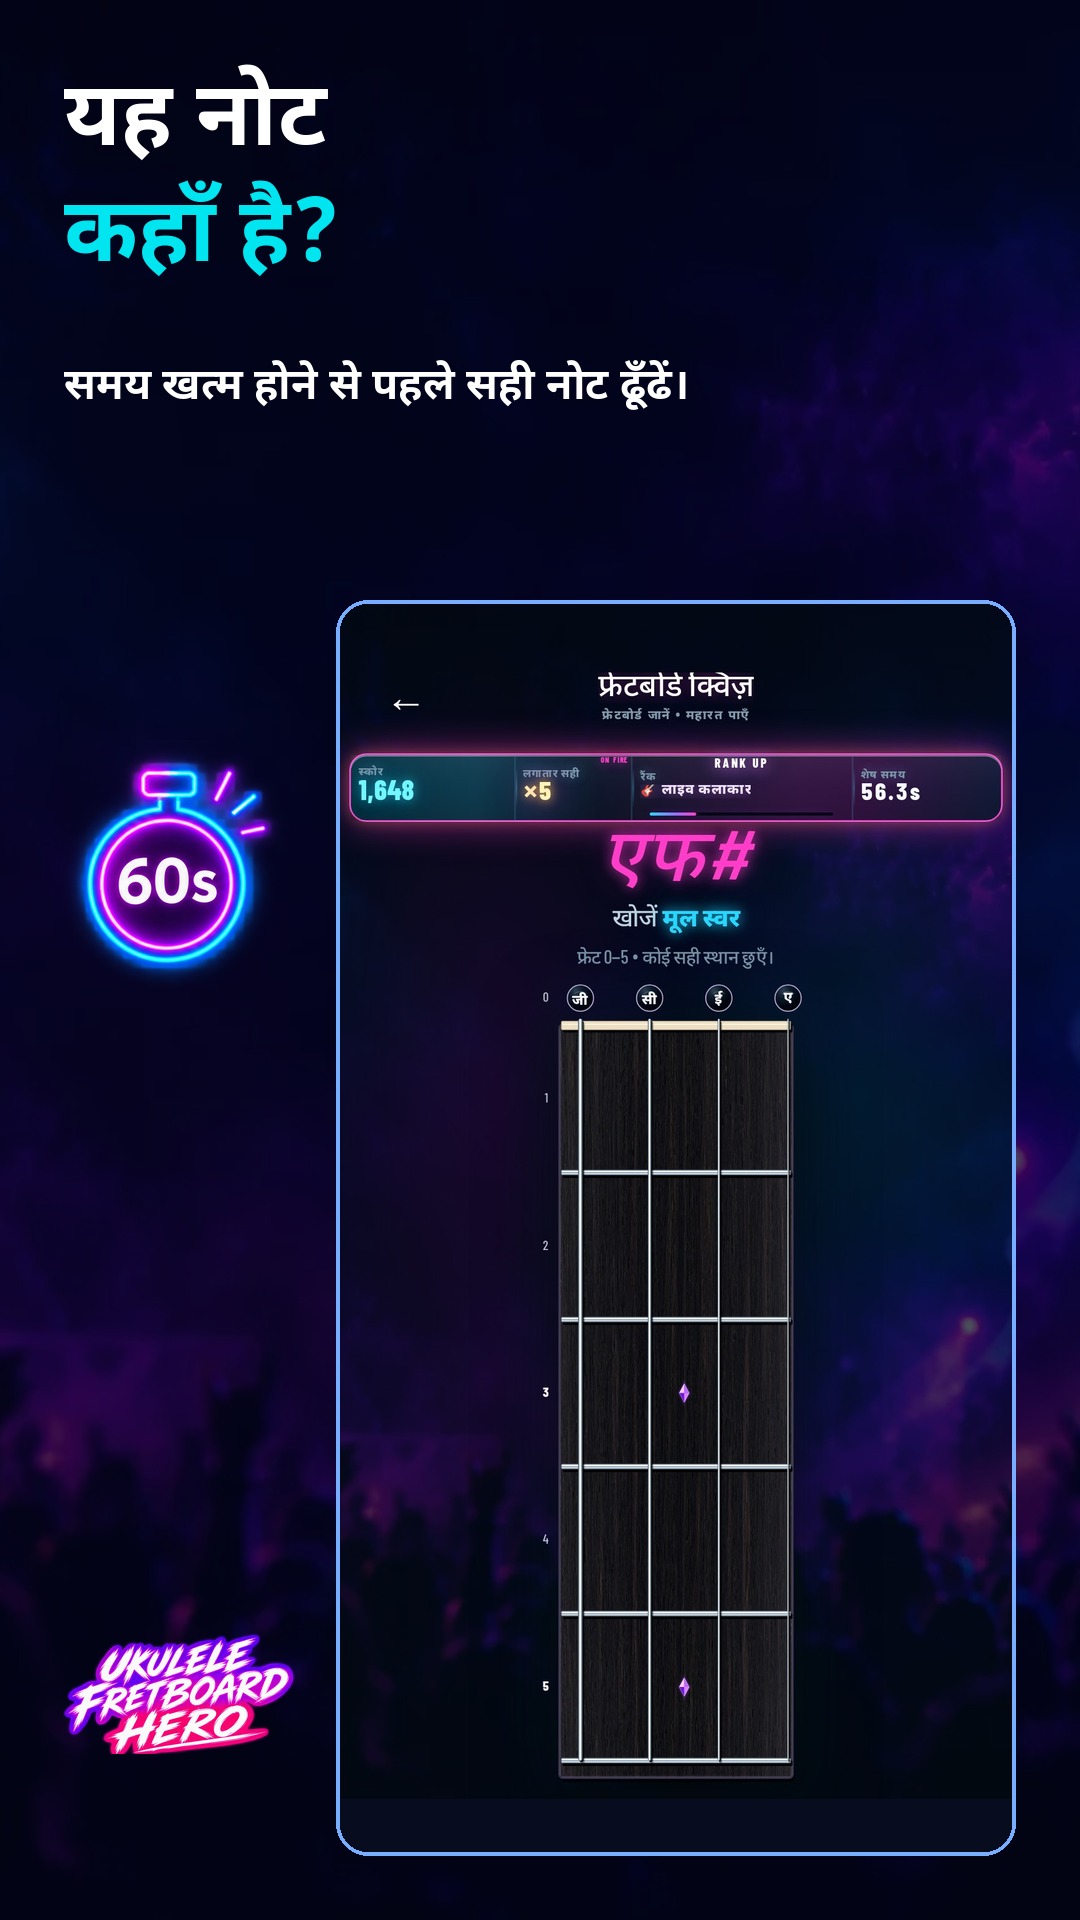 यह नोट
कहाँ है?
समय खत्म होने से पहले सही नोट ढूँढें।
←
फ्रेटबोर्ड क्विज़
फ्रेटबोर्ड जानें • महारत पाएँ
स्कोर
1,648
लगातार सही
ON FIRE
×5
RANK UP
रैंक
लाइव कलाकार
शेष समय
56.3s
एफ#
खोजें मूल स्वर
फ्रेट 0–5 • कोई सही स्थान छुएँ।
0 जी सी ई ए
1
2
3
4
5
60s
UKULELE
FRETBOARD
HERO